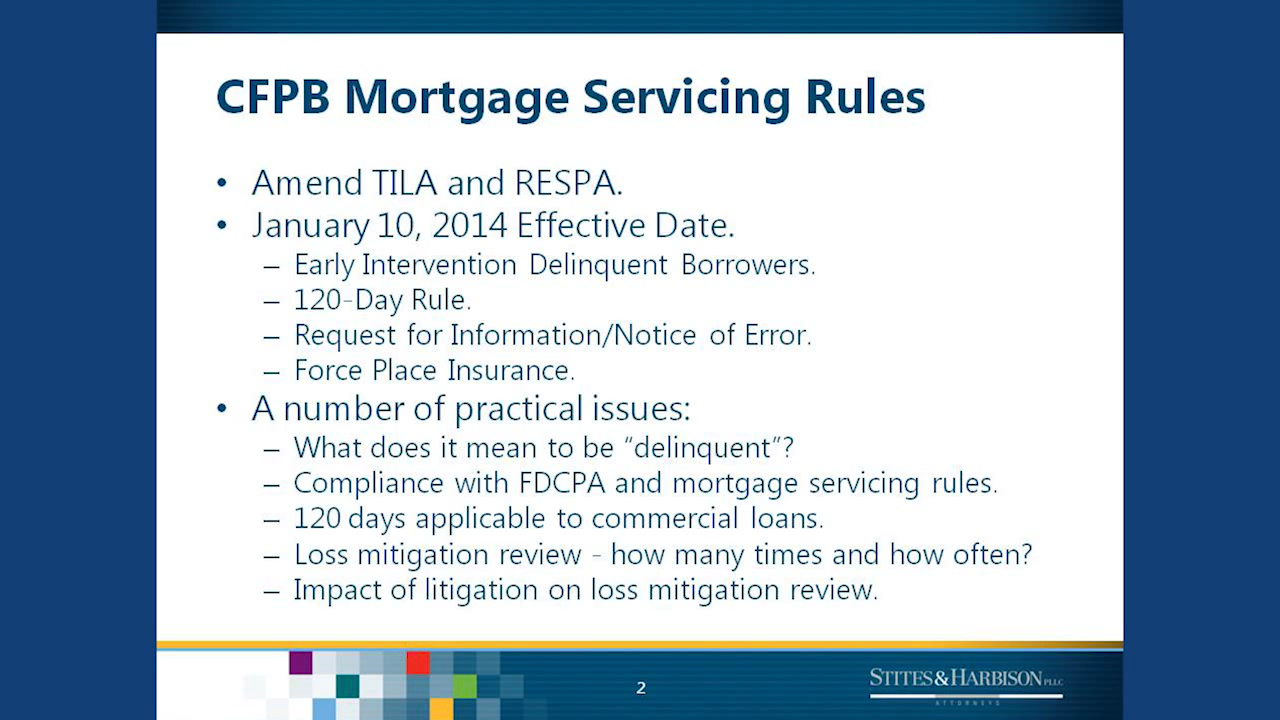 CFPB Mortgage Servicing Rules
• Amend TILA and RESPA.
• January 10, 2014 Effective Date.
– Early Intervention Delinquent Borrowers.
– 120-Day Rule.
– Request for Information/Notice of Error.
– Force Place Insurance.
• A number of practical issues:
– What does it mean to be “delinquent”?
– Compliance with FDCPA and mortgage servicing rules.
– 120 days applicable to commercial loans.
– Loss mitigation review - how many times and how often?
– Impact of litigation on loss mitigation review.
2
STITES & HARBISON PLLC
ATTORNEYS